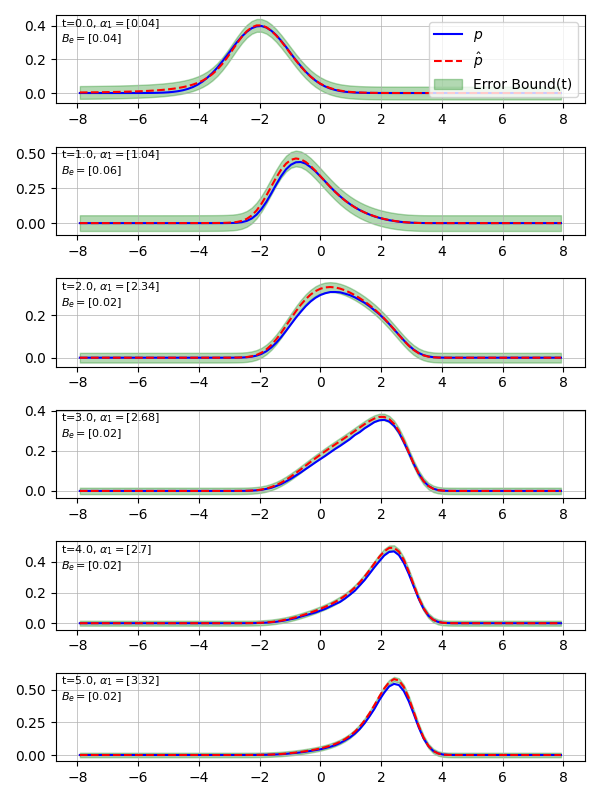 t=0.0, α₁ = [0.04]
Bₑ = [0.04]
p
p̂
Error Bound(t)
0.4
0.2
0.0
−8 −6 −4 −2 0 2 4 6 8
t=1.0, α₁ = [1.04]
Bₑ = [0.06]
0.50
0.25
0.00
−8 −6 −4 −2 0 2 4 6 8
t=2.0, α₁ = [2.34]
Bₑ = [0.02]
0.2
0.0
−8 −6 −4 −2 0 2 4 6 8
t=3.0, α₁ = [2.68]
Bₑ = [0.02]
0.4
0.2
0.0
−8 −6 −4 −2 0 2 4 6 8
t=4.0, α₁ = [2.7]
Bₑ = [0.02]
0.4
0.2
0.0
−8 −6 −4 −2 0 2 4 6 8
t=5.0, α₁ = [3.32]
Bₑ = [0.02]
0.50
0.25
0.00
−8 −6 −4 −2 0 2 4 6 8